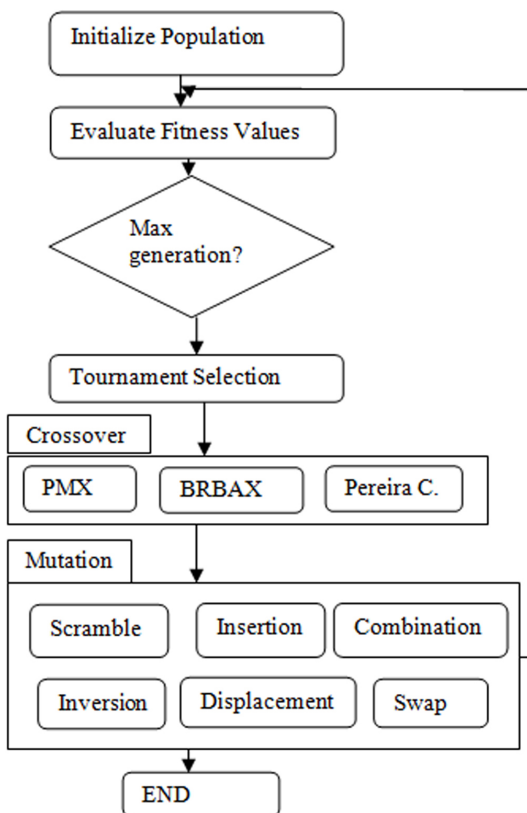 Initialize Population
Evaluate Fitness Values
Max
generation?
Tournament Selection
Crossover
PMX
BRBAX
Pereira C.
Mutation
Scramble
Insertion
Combination
Inversion
Displacement
Swap
END